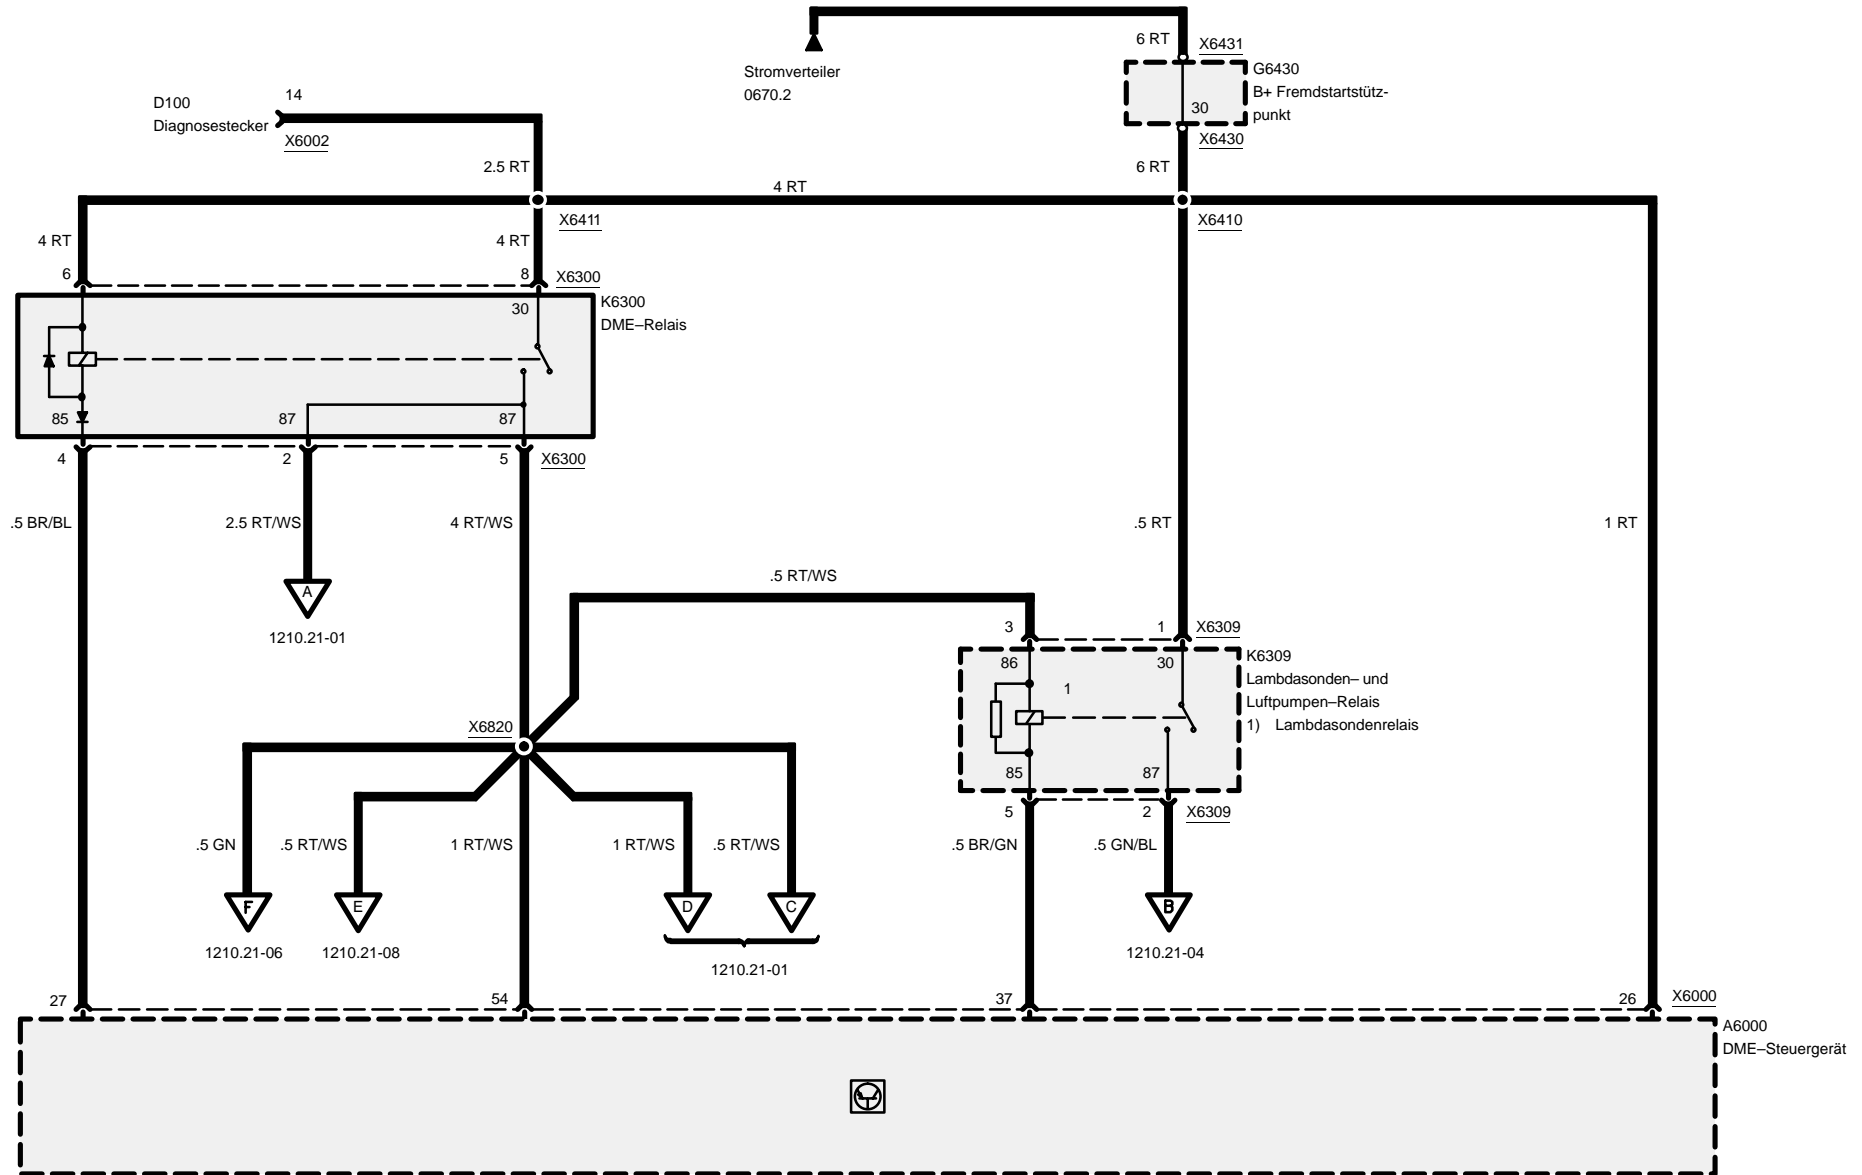 6 RT
X6431
Stromverteiler
0670.2
G6430
B+ Fremdstartstütz-
punkt
30
X6430
D100
Diagnosestecker
14
X6002
2.5 RT
6 RT
4 RT
X6411
X6410
4 RT
4 RT
6
8
X6300
30
K6300
DME–Relais
85
87
87
4
2
5
X6300
.5 BR/BL
2.5 RT/WS
4 RT/WS
.5 RT
1 RT
A
1210.21-01
.5 RT/WS
3
1
X6309
86
30
1
K6309
Lambdasonden– und
Luftpumpen–Relais
1) Lambdasondenrelais
X6820
85
87
5
2
X6309
.5 GN
.5 RT/WS
1 RT/WS
1 RT/WS
.5 RT/WS
.5 BR/GN
.5 GN/BL
F
E
D
C
B
1210.21-06
1210.21-08
1210.21-01
1210.21-04
27
54
37
26
X6000
A6000
DME–Steuergerät